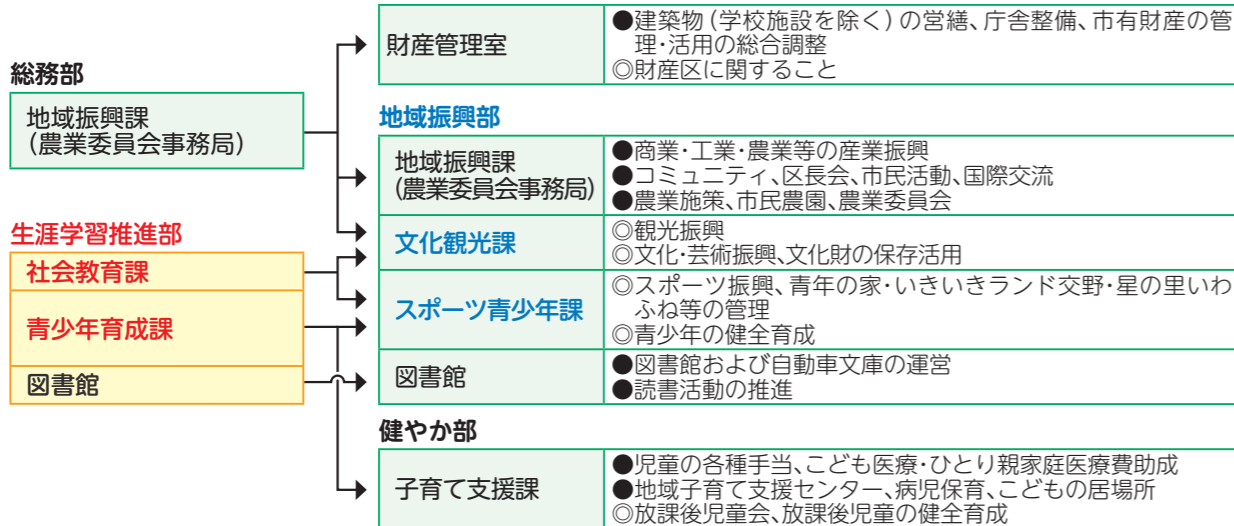 総務部
地域振興課
(農業委員会事務局)
生涯学習推進部
社会教育課
青少年育成課
図書館
財産管理室
●建築物(学校施設を除く)の営繕、庁舎整備、市有財産の管
理・活用の総合調整
◎財産区に関すること
地域振興部
地域振興課
(農業委員会事務局)
●商業・工業・農業等の産業振興
●コミュニティ、区長会、市民活動、国際交流
●農業施策、市民農園、農業委員会
文化観光課
◎観光振興
◎文化・芸術振興、文化財の保存活用
スポーツ青少年課
◎スポーツ振興、青年の家・いきいきランド交野・星の里いわ
ふね等の管理
◎青少年の健全育成
図書館
●図書館および自動車文庫の運営
●読書活動の推進
健やか部
子育て支援課
●児童の各種手当、こども医療・ひとり親家庭医療費助成
●地域子育て支援センター、病児保育、こどもの居場所
◎放課後児童会、放課後児童の健全育成